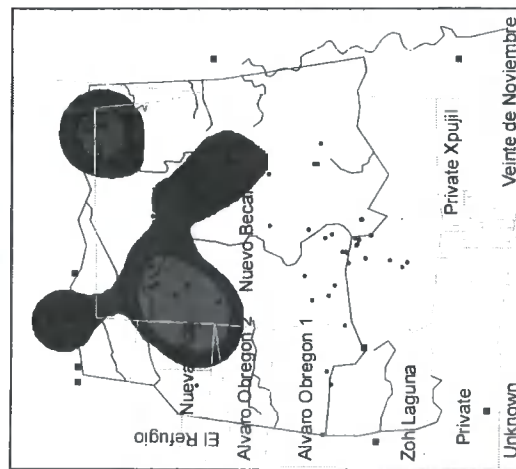 El Refugio
Nueva
Alvaro Obregon 2
Nuevo Becal
Alvaro Obregon 1
Zoh Laguna
Private
Private Xpujil
Unknown
Veinte de Noviembre